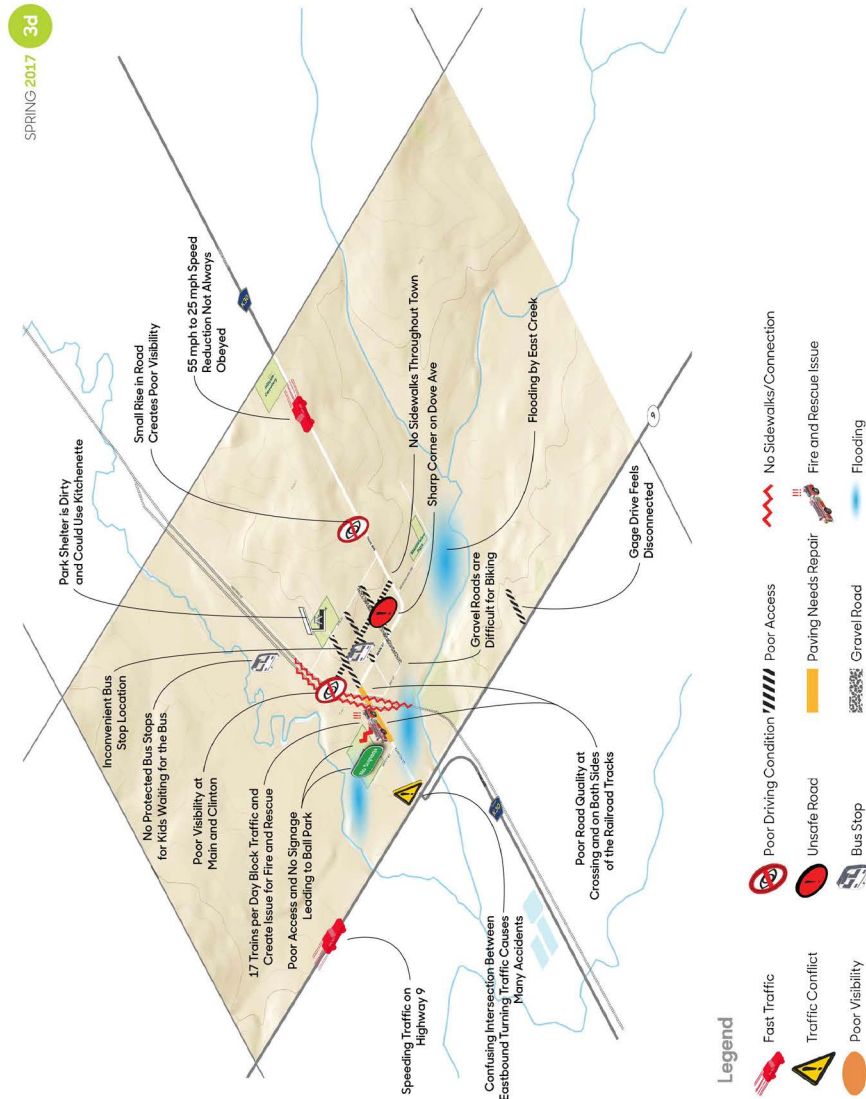 SPRING 2017
3d
Park Shelter is Dirty
and Could Use Kitchenette
Small Rise in Road
Creates Poor Visibility
55 mph to 25 mph Speed
Reduction Not Always
Obeyed
Inconvenient Bus
Stop Location
No Protected Bus Stops
for Kids Waiting for the Bus
Poor Visibility at
Main and Clinton
17 Trains per Day Block Traffic and
Create Issue for Fire and Rescue
Poor Access and No Signage
Leading to Ball Park
Speeding Traffic on
Highway 9
Confusing Intersection Between
Eastbound Turning Traffic Causes
Many Accidents
Poor Road Quality at
Crossing and on Both Sides
of the Railroad Tracks
Gravel Roads are
Difficult for Biking
No Sidewalks Throughout Town
Sharp Corner on Dove Ave
Flooding by East Creek
Gage Drive Feels
Disconnected
No Signage
K30
K30
9
Legend
Fast Traffic
Traffic Conflict
Poor Visibility
Poor Driving Condition
Unsafe Road
Bus Stop
Poor Access
Paving Needs Repair
Gravel Road
No Sidewalks/Connection
Fire and Rescue Issue
Flooding